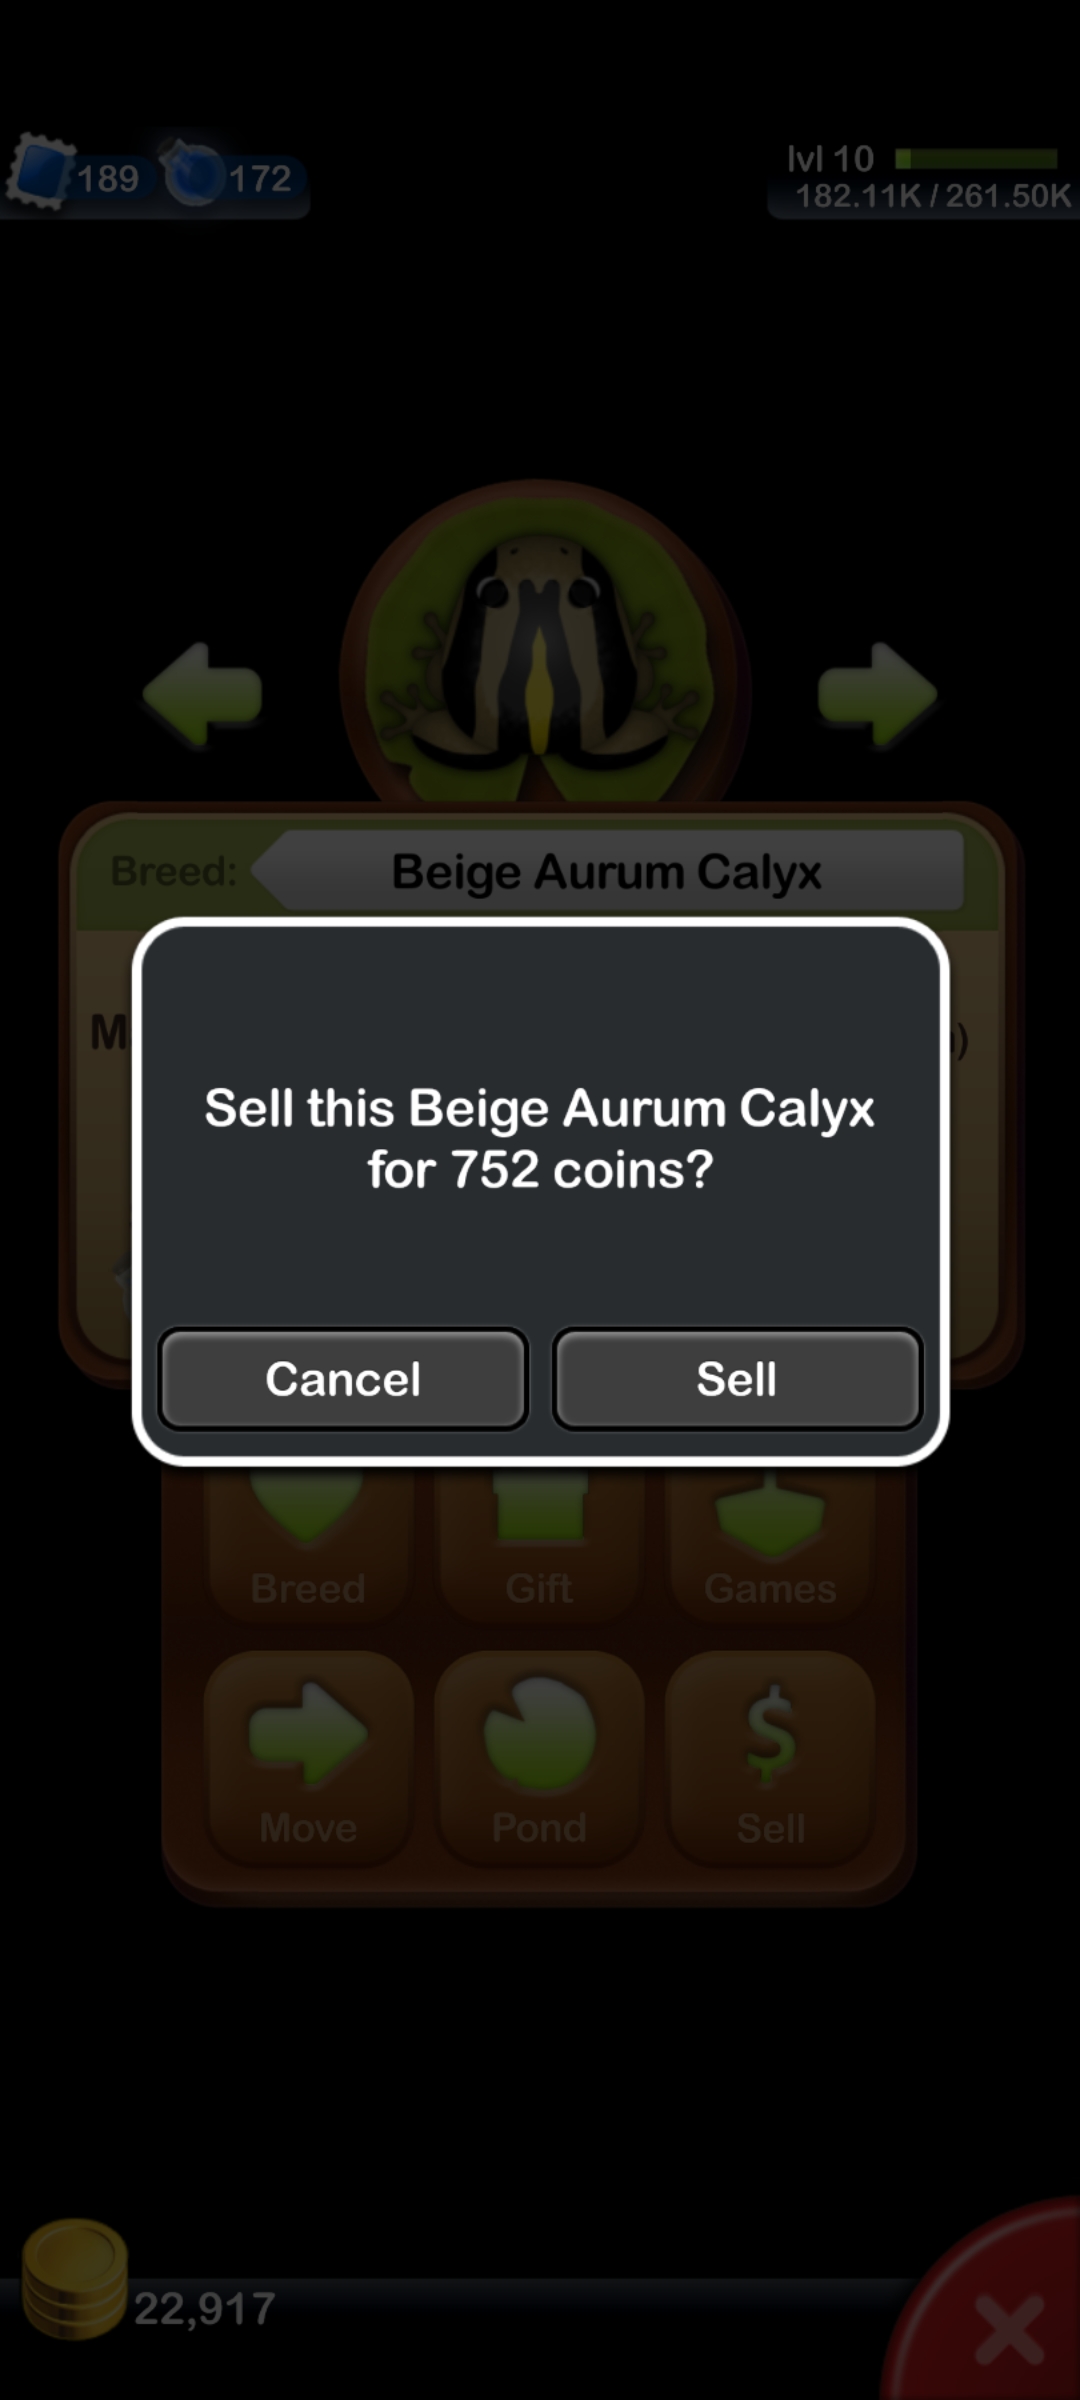 189
172
lvl 10
182.11K / 261.50K
Breed:
Beige Aurum Calyx
Sell this Beige Aurum Calyx
for 752 coins?
Cancel
Sell
Breed
Gift
Games
Move
Pond
Sell
22,917